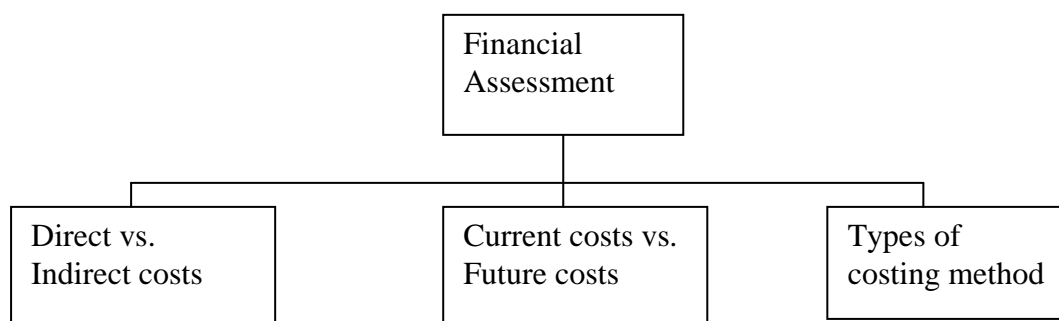 Financial
Assessment
Direct vs.
Indirect costs
Current costs vs.
Future costs
Types of
costing method